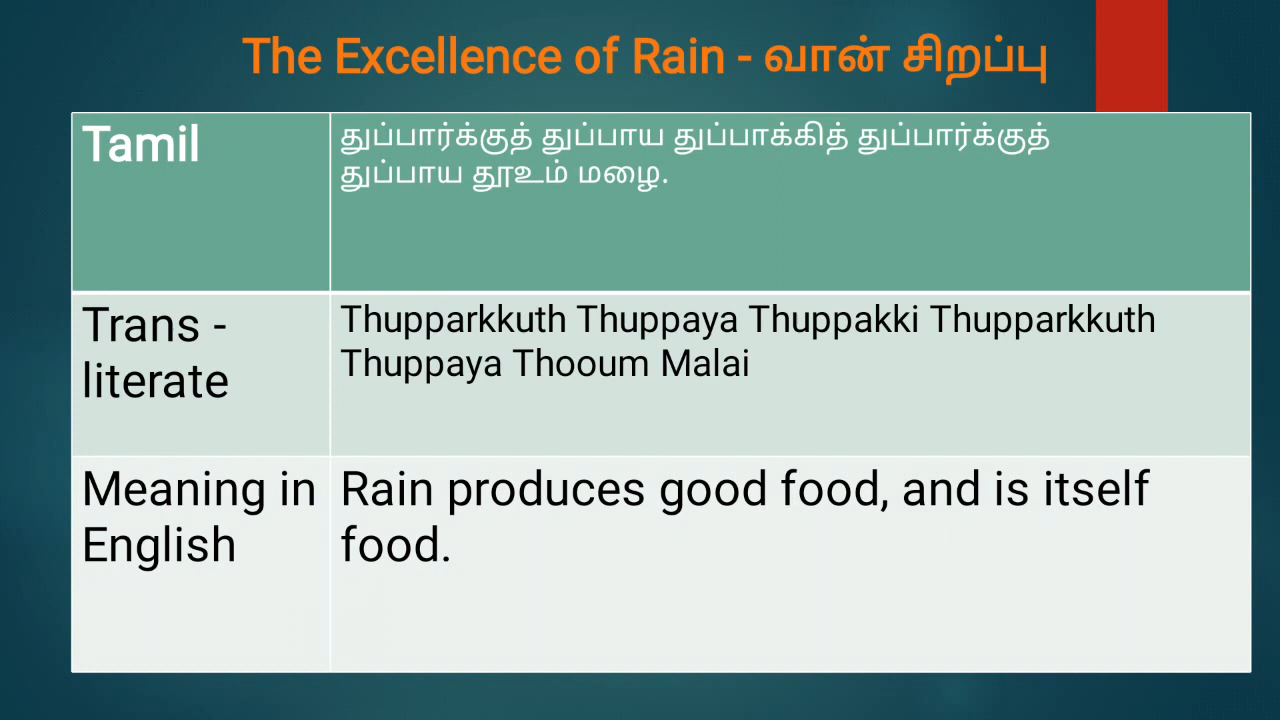 The Excellence of Rain - வான் சிறப்பு
Tamil
துப்பார்க்குத் துப்பாய துப்பாக்கித் துப்பார்க்குத்
துப்பாய தூஉம் மழை.
Trans -
literate
Thupparkkuth Thuppaya Thuppakki Thupparkkuth
Thuppaya Thooum Malai
Meaning in
English
Rain produces good food, and is itself
food.